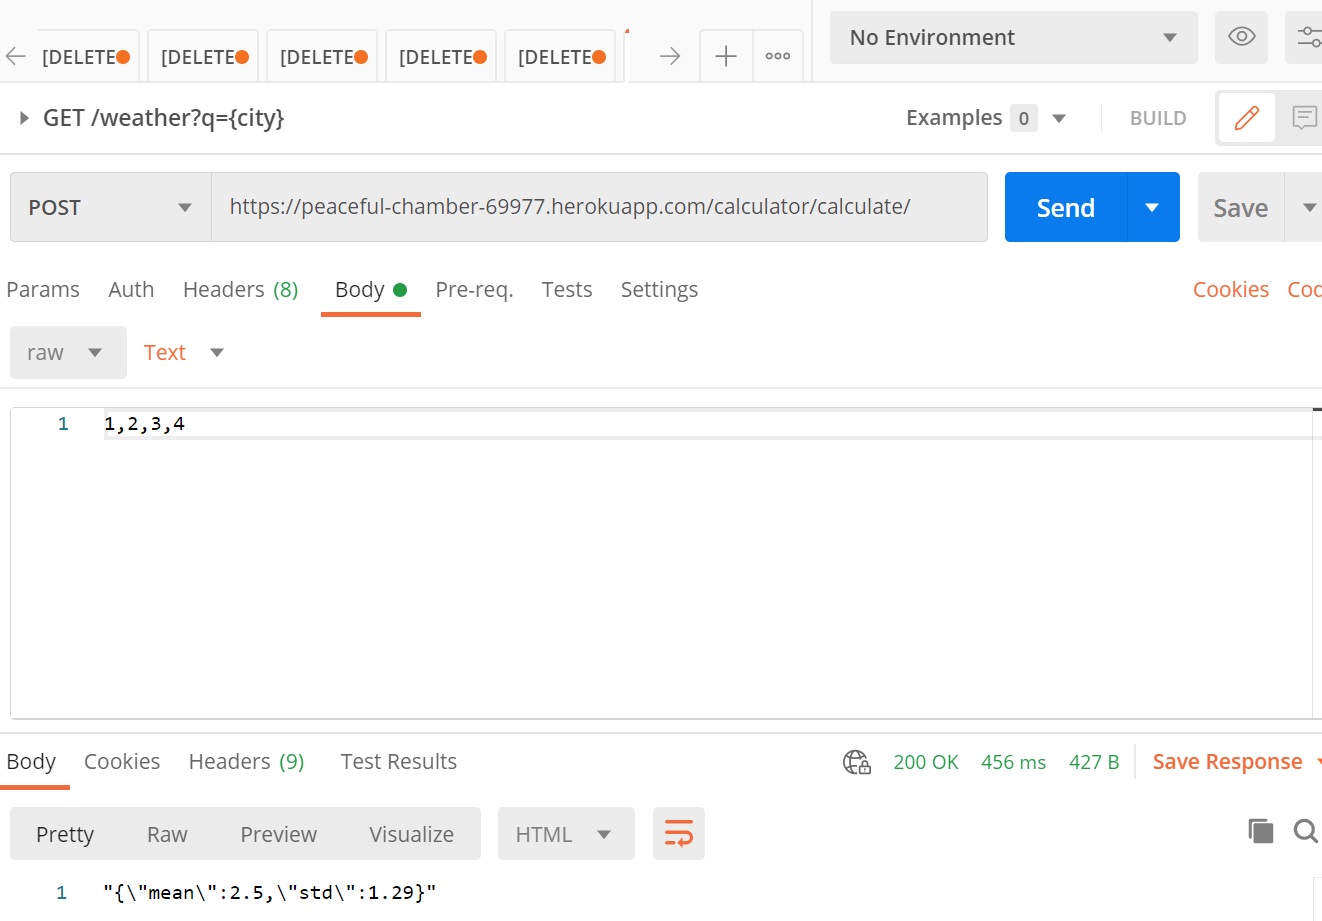 [DELETE [DELETE [DELETE [DELETE [DELETE No Environment
GET /weather?q={city} Examples 0 BUILD
POST https://peaceful-chamber-69977.herokuapp.com/calculator/calculate/ Send Save
Params Auth Headers (8) Body Pre-req. Tests Settings Cookies
raw Text
1 1,2,3,4
Body Cookies Headers (9) Test Results 200 OK 456 ms 427 B Save Response
Pretty Raw Preview Visualize HTML
1 "{\"mean\":2.5,\"std\":1.29}"